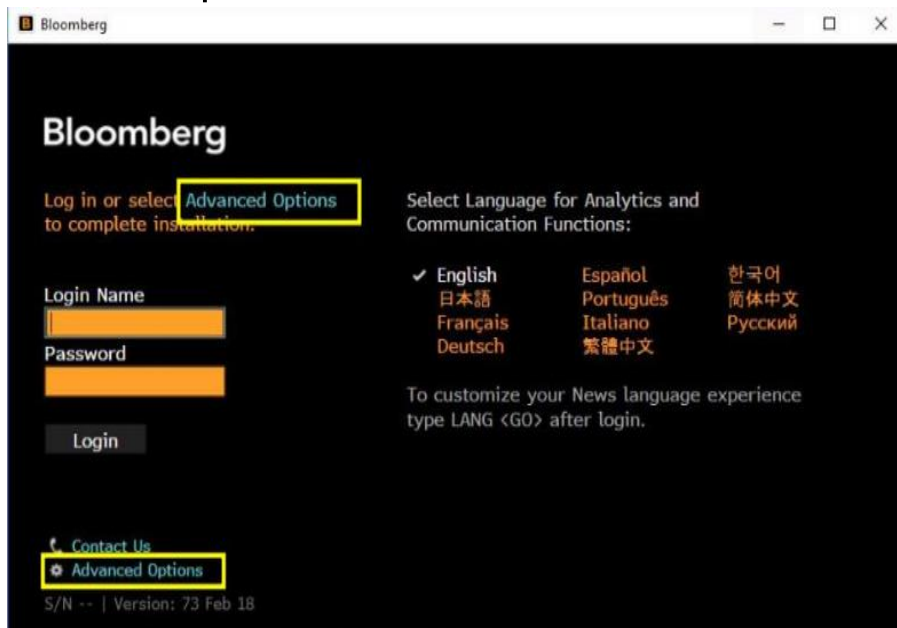 Bloomberg
Bloomberg
Log in or select Advanced Options
to complete installation.
Login Name
Password
Login
Contact Us
Advanced Options
S/N -- | Version: 73 Feb 18
Select Language for Analytics and
Communication Functions:
✓ English Español 한국어
日本語 Português 简体中文
Français Italiano Русский
Deutsch 繁體中文
To customize your News language experience
type LANG <GO> after login.